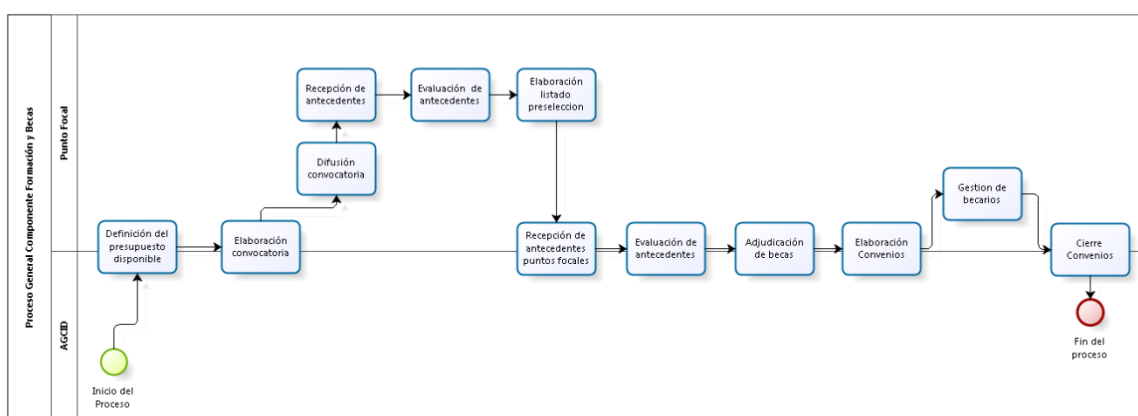 Proceso General Componente Formación y Becas
Punto Focal
AGCID
Recepción de
antecedentes
Evaluación de
antecedentes
Elaboración
listado
preseleccion
Difusión
convocatoria
Definición del
presupuesto
disponible
Elaboración
convocatoria
Recepción de
antecedentes
puntos focales
Evaluación de
antecedentes
Adjudicación
de becas
Elaboración
Convenios
Gestion de
becarios
Cierre
Convenios
Inicio del
Proceso
Fin del
proceso